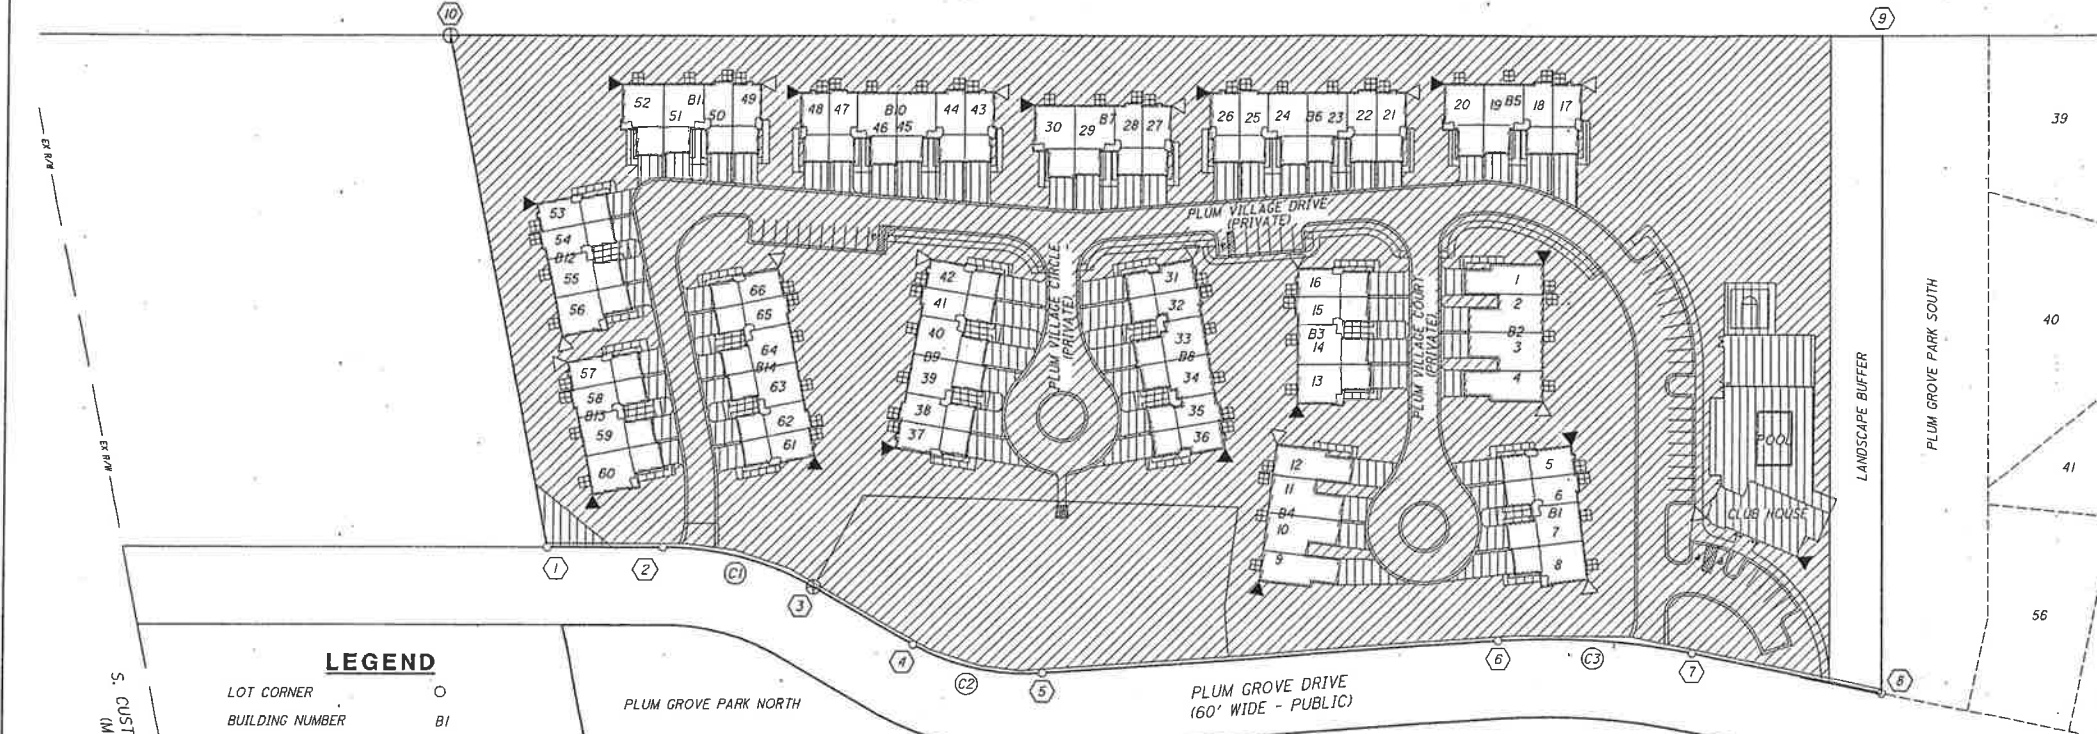 10
9
52
51
B11
50
49
48
47
B10
46
45
44
43
30
29
B7
28
27
26
25
24
B6
23
22
21
20
19
B5
18
17
39
EX R/W
53
54
B12
55
56
PLUM VILLAGE DRIVE
(PRIVATE)
PLUM VILLAGE CIRCLE
(PRIVATE)
PLUM VILLAGE COURT
(PRIVATE)
66
65
64
B14
63
62
61
42
41
40
B9
39
38
37
31
32
33
B8
34
35
36
16
15
B3
14
13
1
2
B2
3
4
40
PLUM GROVE PARK SOUTH
LANDSCAPE BUFFER
57
58
B13
59
60
EX R/W
12
11
B4
10
9
5
6
B1
7
8
POOL
CLUB HOUSE
41
56
1
2
C1
3
4
C2
5
6
C3
7
8
LEGEND
LOT CORNER
BUILDING NUMBER B1
S. CUST
(M
PLUM GROVE PARK NORTH
PLUM GROVE DRIVE
(60' WIDE - PUBLIC)